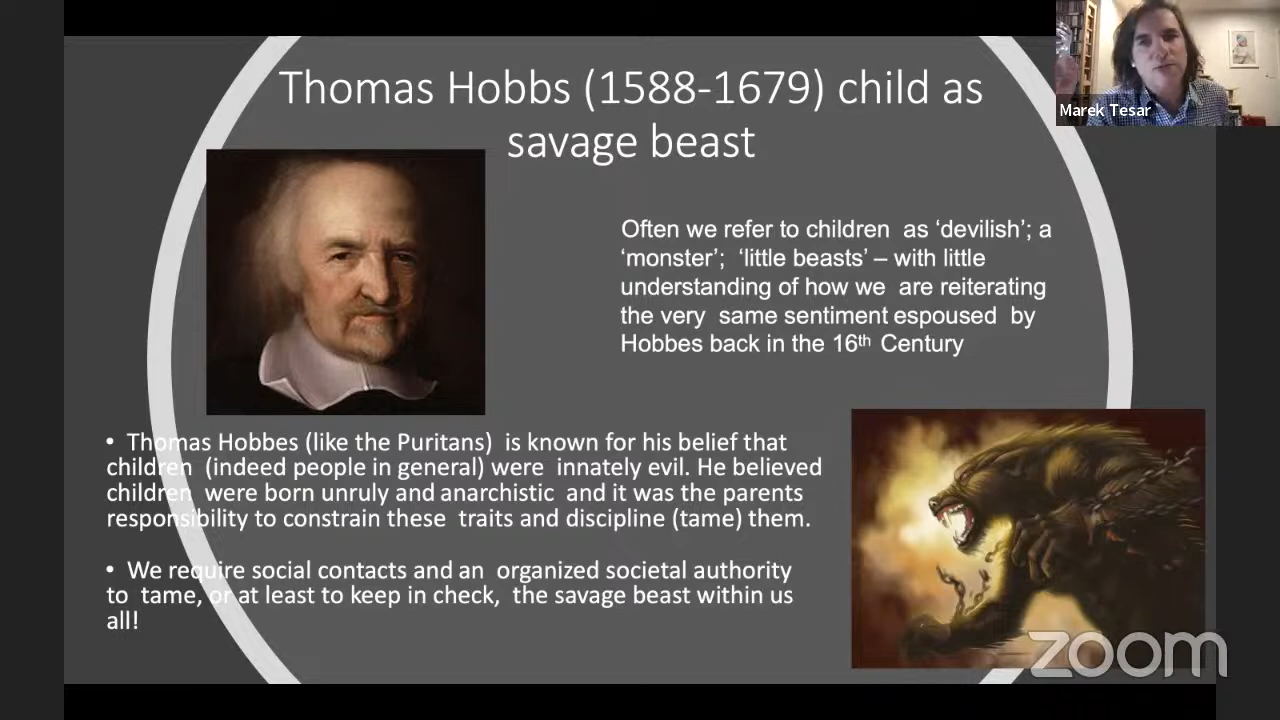 Thomas Hobbs (1588-1679) child as
savage beast
Marek Tesar
Often we refer to children as ‘devilish’; a
‘monster’; ‘little beasts’ – with little
understanding of how we are reiterating
the very same sentiment espoused by
Hobbes back in the 16th Century
• Thomas Hobbes (like the Puritans) is known for his belief that
children (indeed people in general) were innately evil. He believed
children were born unruly and anarchistic and it was the parents
responsibility to constrain these traits and discipline (tame) them.
• We require social contacts and an organized societal authority
to tame, or at least to keep in check, the savage beast within us
all!
zoom